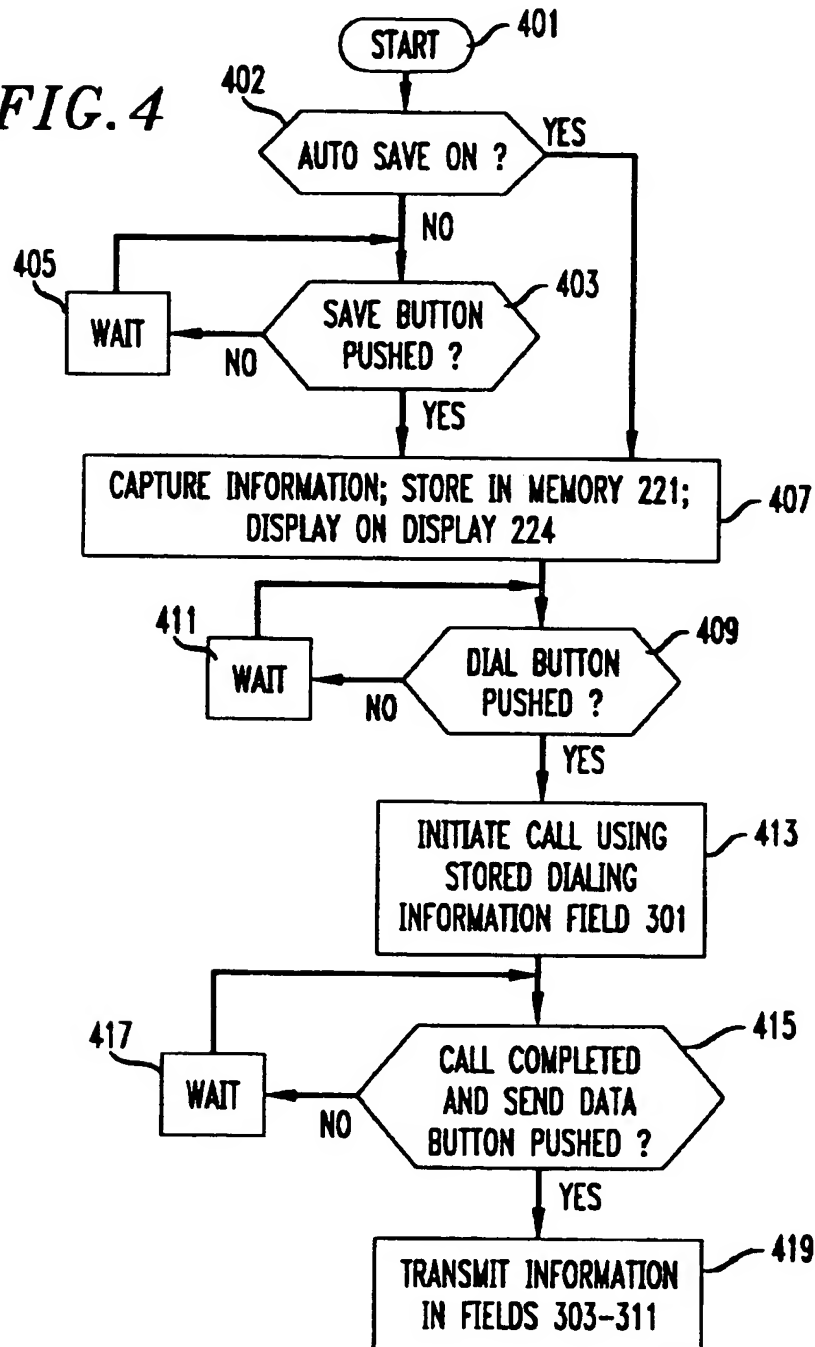 FIG. 4
START
401
402
AUTO SAVE ON ?
YES
NO
405
WAIT
SAVE BUTTON
PUSHED ?
403
NO
YES
CAPTURE INFORMATION; STORE IN MEMORY 221;
DISPLAY ON DISPLAY 224
407
411
WAIT
DIAL BUTTON
PUSHED ?
409
NO
YES
INITIATE CALL USING
STORED DIALING
INFORMATION FIELD 301
413
417
WAIT
CALL COMPLETED
AND SEND DATA
BUTTON PUSHED ?
415
NO
YES
TRANSMIT INFORMATION
IN FIELDS 303-311
419